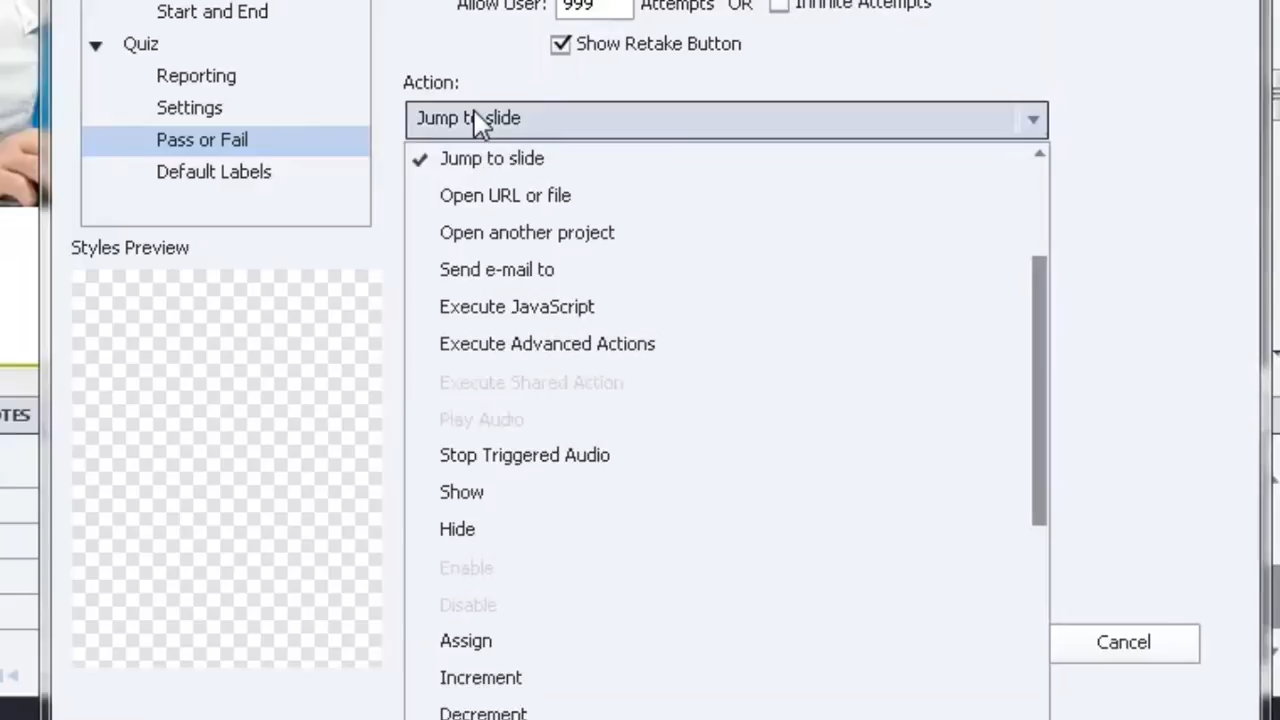 Start and End
Allow User: 999 Attempts OR Infinite Attempts
Quiz
Show Retake Button
Reporting
Action:
Settings
Jump to slide
Pass or Fail
Jump to slide
Default Labels
Open URL or file
Open another project
Styles Preview
Send e-mail to
Execute JavaScript
Execute Advanced Actions
Execute Shared Action
Play Audio
OTES
Stop Triggered Audio
Show
Hide
Enable
Disable
Assign
Cancel
Increment
Decrement